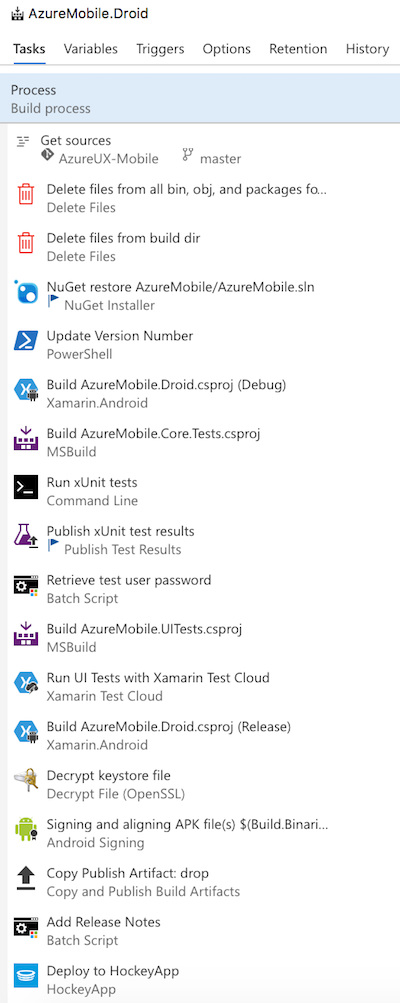 AzureMobile.Droid
Tasks Variables Triggers Options Retention History
Process
Build process
Get sources
AzureUX-Mobile master
Delete files from all bin, obj, and packages fo...
Delete Files
Delete files from build dir
Delete Files
NuGet restore AzureMobile/AzureMobile.sln
NuGet Installer
Update Version Number
PowerShell
Build AzureMobile.Droid.csproj (Debug)
Xamarin.Android
Build AzureMobile.Core.Tests.csproj
MSBuild
Run xUnit tests
Command Line
Publish xUnit test results
Publish Test Results
Retrieve test user password
Batch Script
Build AzureMobile.UITests.csproj
MSBuild
Run UI Tests with Xamarin Test Cloud
Xamarin Test Cloud
Build AzureMobile.Droid.csproj (Release)
Xamarin.Android
Decrypt keystore file
Decrypt File (OpenSSL)
Signing and aligning APK file(s) $(Build.Binari...
Android Signing
Copy Publish Artifact: drop
Copy and Publish Build Artifacts
Add Release Notes
Batch Script
Deploy to HockeyApp
HockeyApp